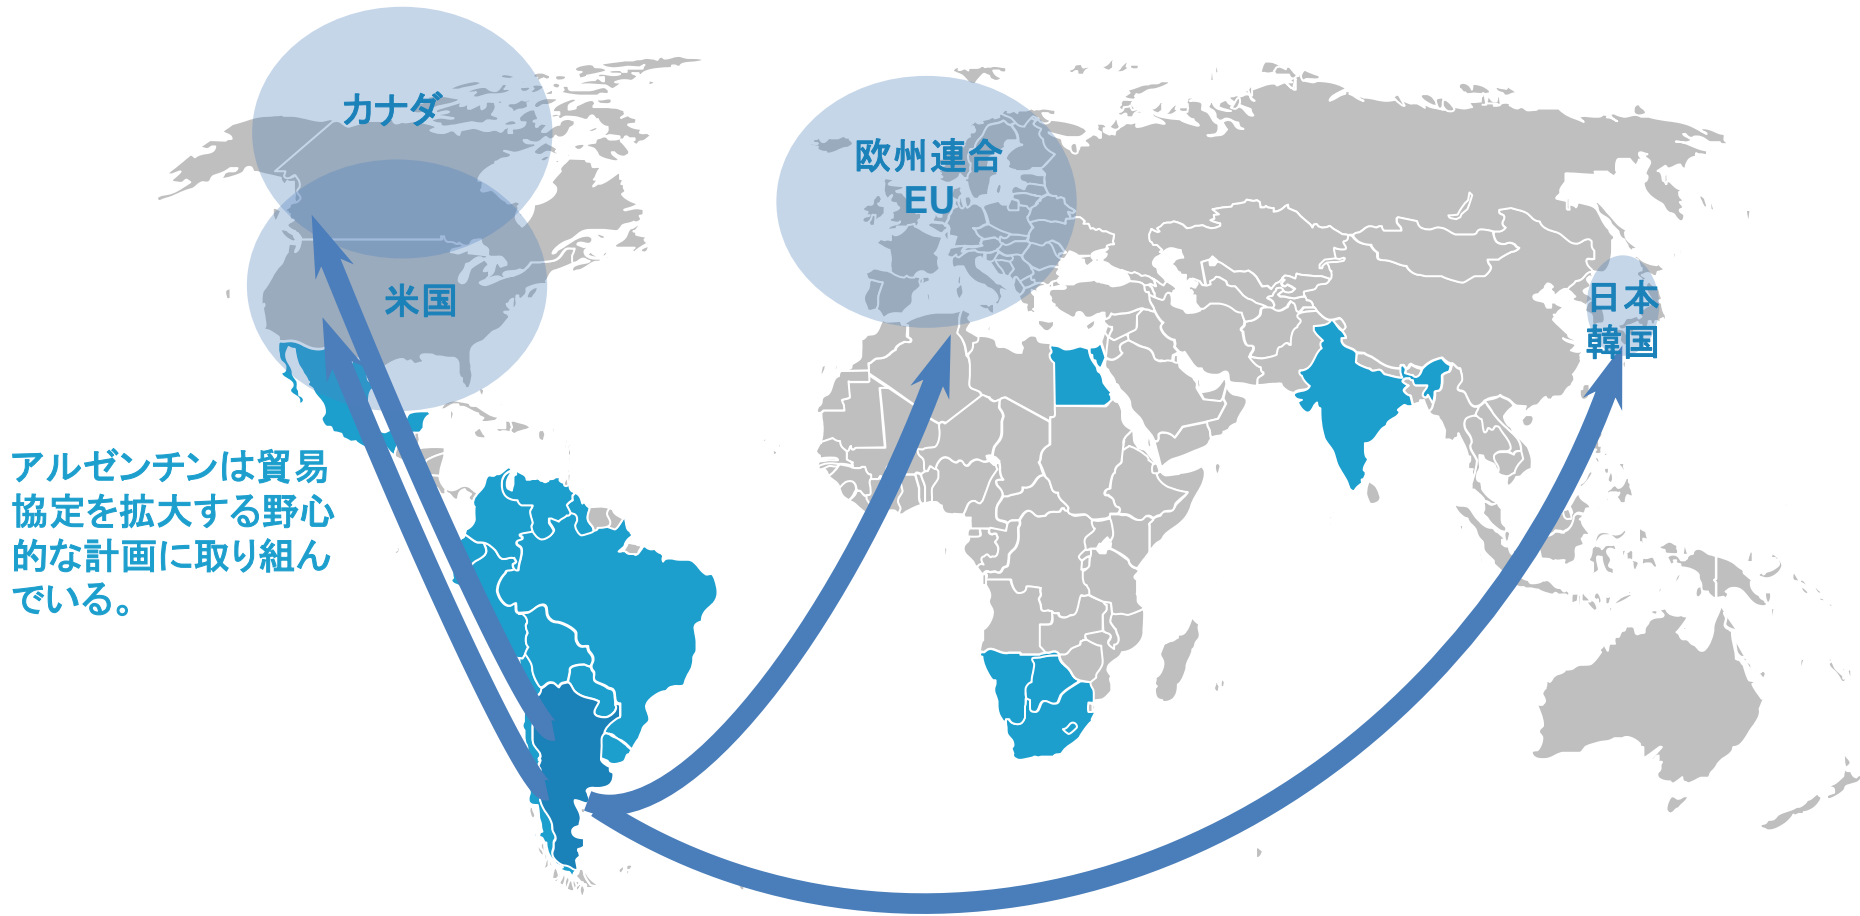 カナダ
米国
欧州連合
EU
日本
韓国
アルゼンチンは貿易
協定を拡大する野心
的な計画に取り組ん
でいる。